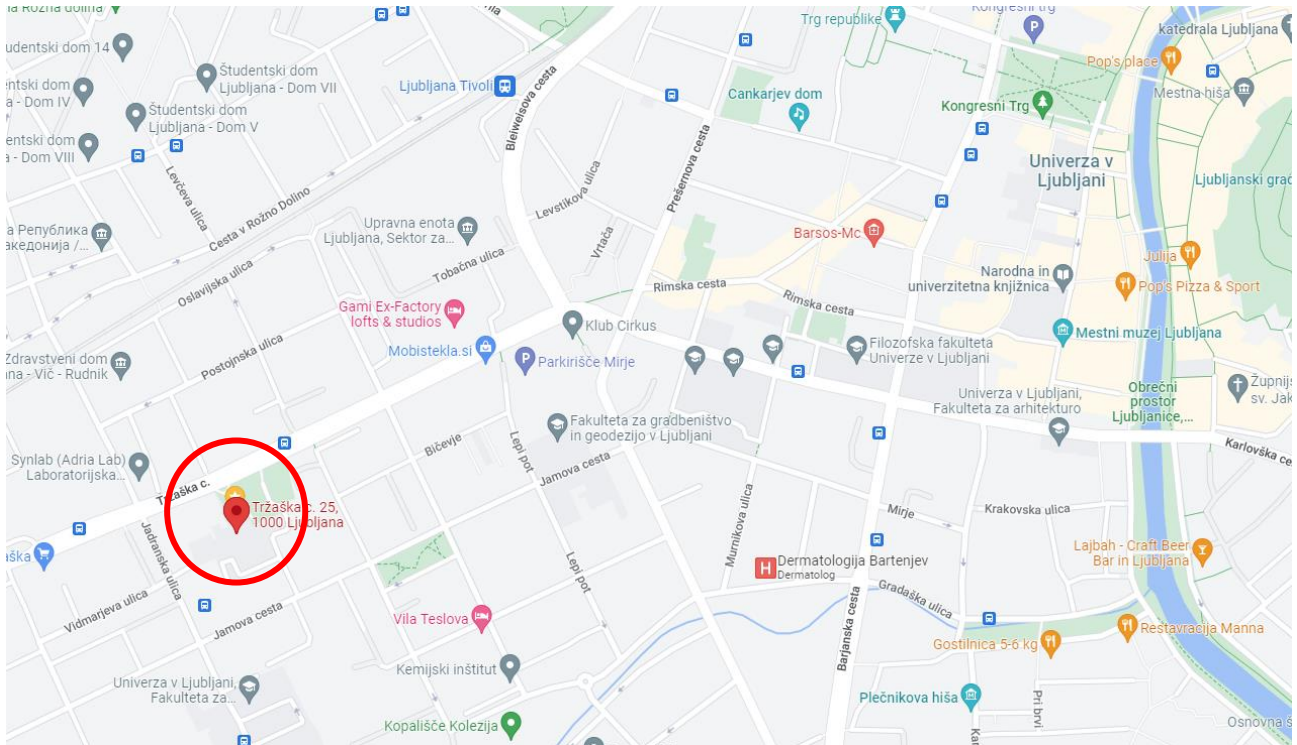 la Rožna dolina
udentski dom 14
entski dom
a - Dom IV
Študentski dom
Ljubljana - Dom VII
Študentski dom
Ljubljana - Dom V
entski dom
a - Dom VIII
Levčeva ulica
Cesta v Rožno Dolino
Ljubljana Tivoli
Bleiweisova cesta
Trg republike
Kongresni trg
katedrala Ljubljana
Pop's place
Mestna hiša
Cankarjev dom
Kongresni Trg
Prešernova cesta
Univerza v
Ljubljani
Ljubljanski grad
Levstikova ulica
Vrtača
а Република
акедонија /...
Upravna enota
Ljubljana, Sektor za...
Tobačna ulica
Oslavijska ulica
Barsos-Mc
Julija
Narodna in
univerzitetna knjižnica
Pop's Pizza & Sport
Rimska cesta
Rimska cesta
Gami Ex-Factory
lofts & studios
Klub Cirkus
Mestni muzej Ljubljana
Postojnska ulica
Mobistekla.si
Parkirišče Mirje
Filozofska fakulteta
Univerze v Ljubljani
Zdravstveni dom
na - Vič - Rudnik
Univerza v Ljubljani,
Fakulteta za arhitekturo
Obrečni
prostor
Ljubljanice,...
Župnij
sv. Jak
Fakulteta za gradbeništvo
in geodezijo v Ljubljani
Bičevje
Lepi pot
Jamova cesta
Karlovška ce
Synlab (Adria Lab)
Laboratorijska...
Tržaška c.
Tržaška c. 25,
1000 Ljubljana
Murnikova ulica
Mirje
Krakovska ulica
aška
Jadranska ulica
Lepi pot
Dermatologija Bartenjev
Dermatolog
Lajbah - Craft Beer
Bar in Ljubljana
Vidmarjeva ulica
Jamova cesta
Gradaška ulica
Vila Teslova
Barjanska cesta
Gostilnica 5-6 kg
Restavracija Manna
Kemijski inštitut
Univerza v Ljubljani,
Fakulteta za...
Plečnikova hiša
Pri brvi
Kopališče Kolezija
Kar
Osnovna š